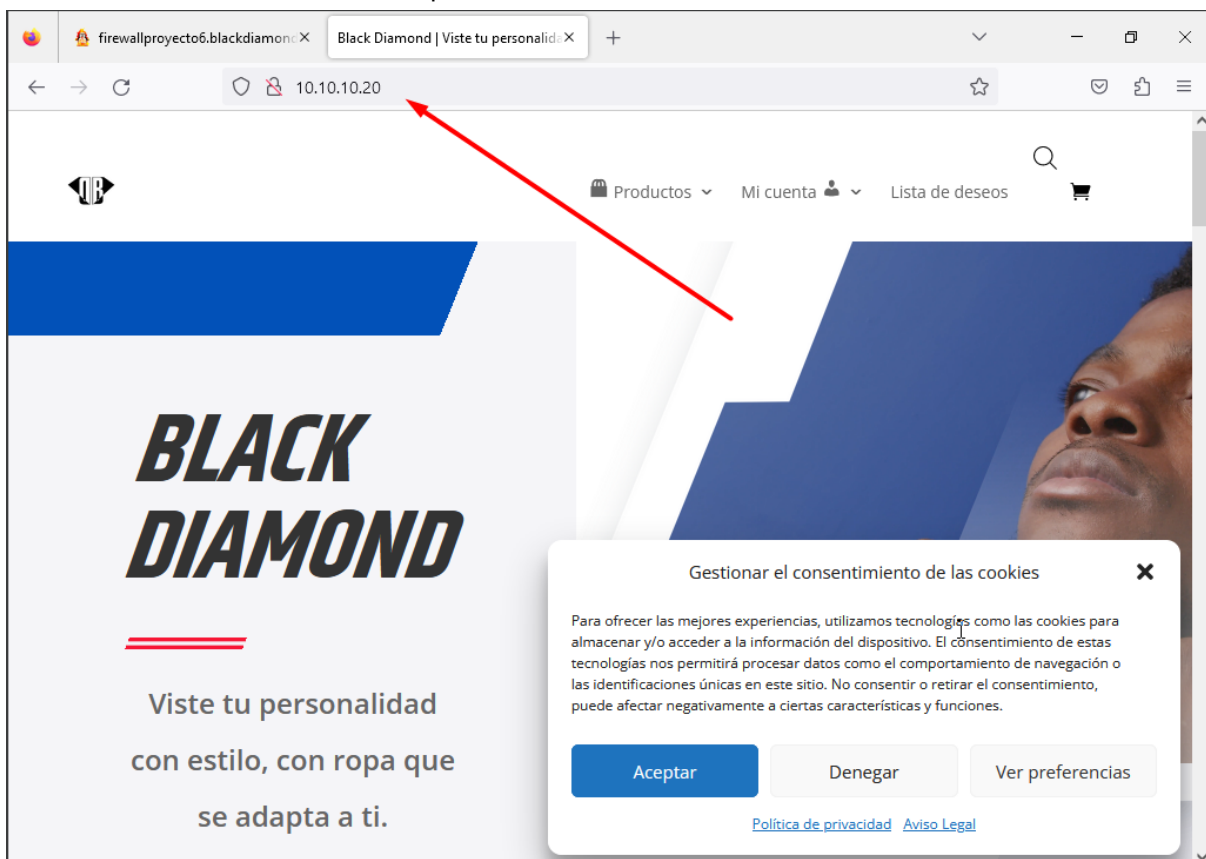 firewallproyecto6.blackdiamond
Black Diamond | Viste tu personalida
10.10.10.20
Productos
Mi cuenta
Lista de deseos
BLACK
DIAMOND
Viste tu personalidad
con estilo, con ropa que
se adapta a ti.
Gestionar el consentimiento de las cookies
Para ofrecer las mejores experiencias, utilizamos tecnologías como las cookies para
almacenar y/o acceder a la información del dispositivo. El consentimiento de estas
tecnologías nos permitirá procesar datos como el comportamiento de navegación o
las identificaciones únicas en este sitio. No consentir o retirar el consentimiento,
puede afectar negativamente a ciertas características y funciones.
Aceptar
Denegar
Ver preferencias
Política de privacidad
Aviso Legal